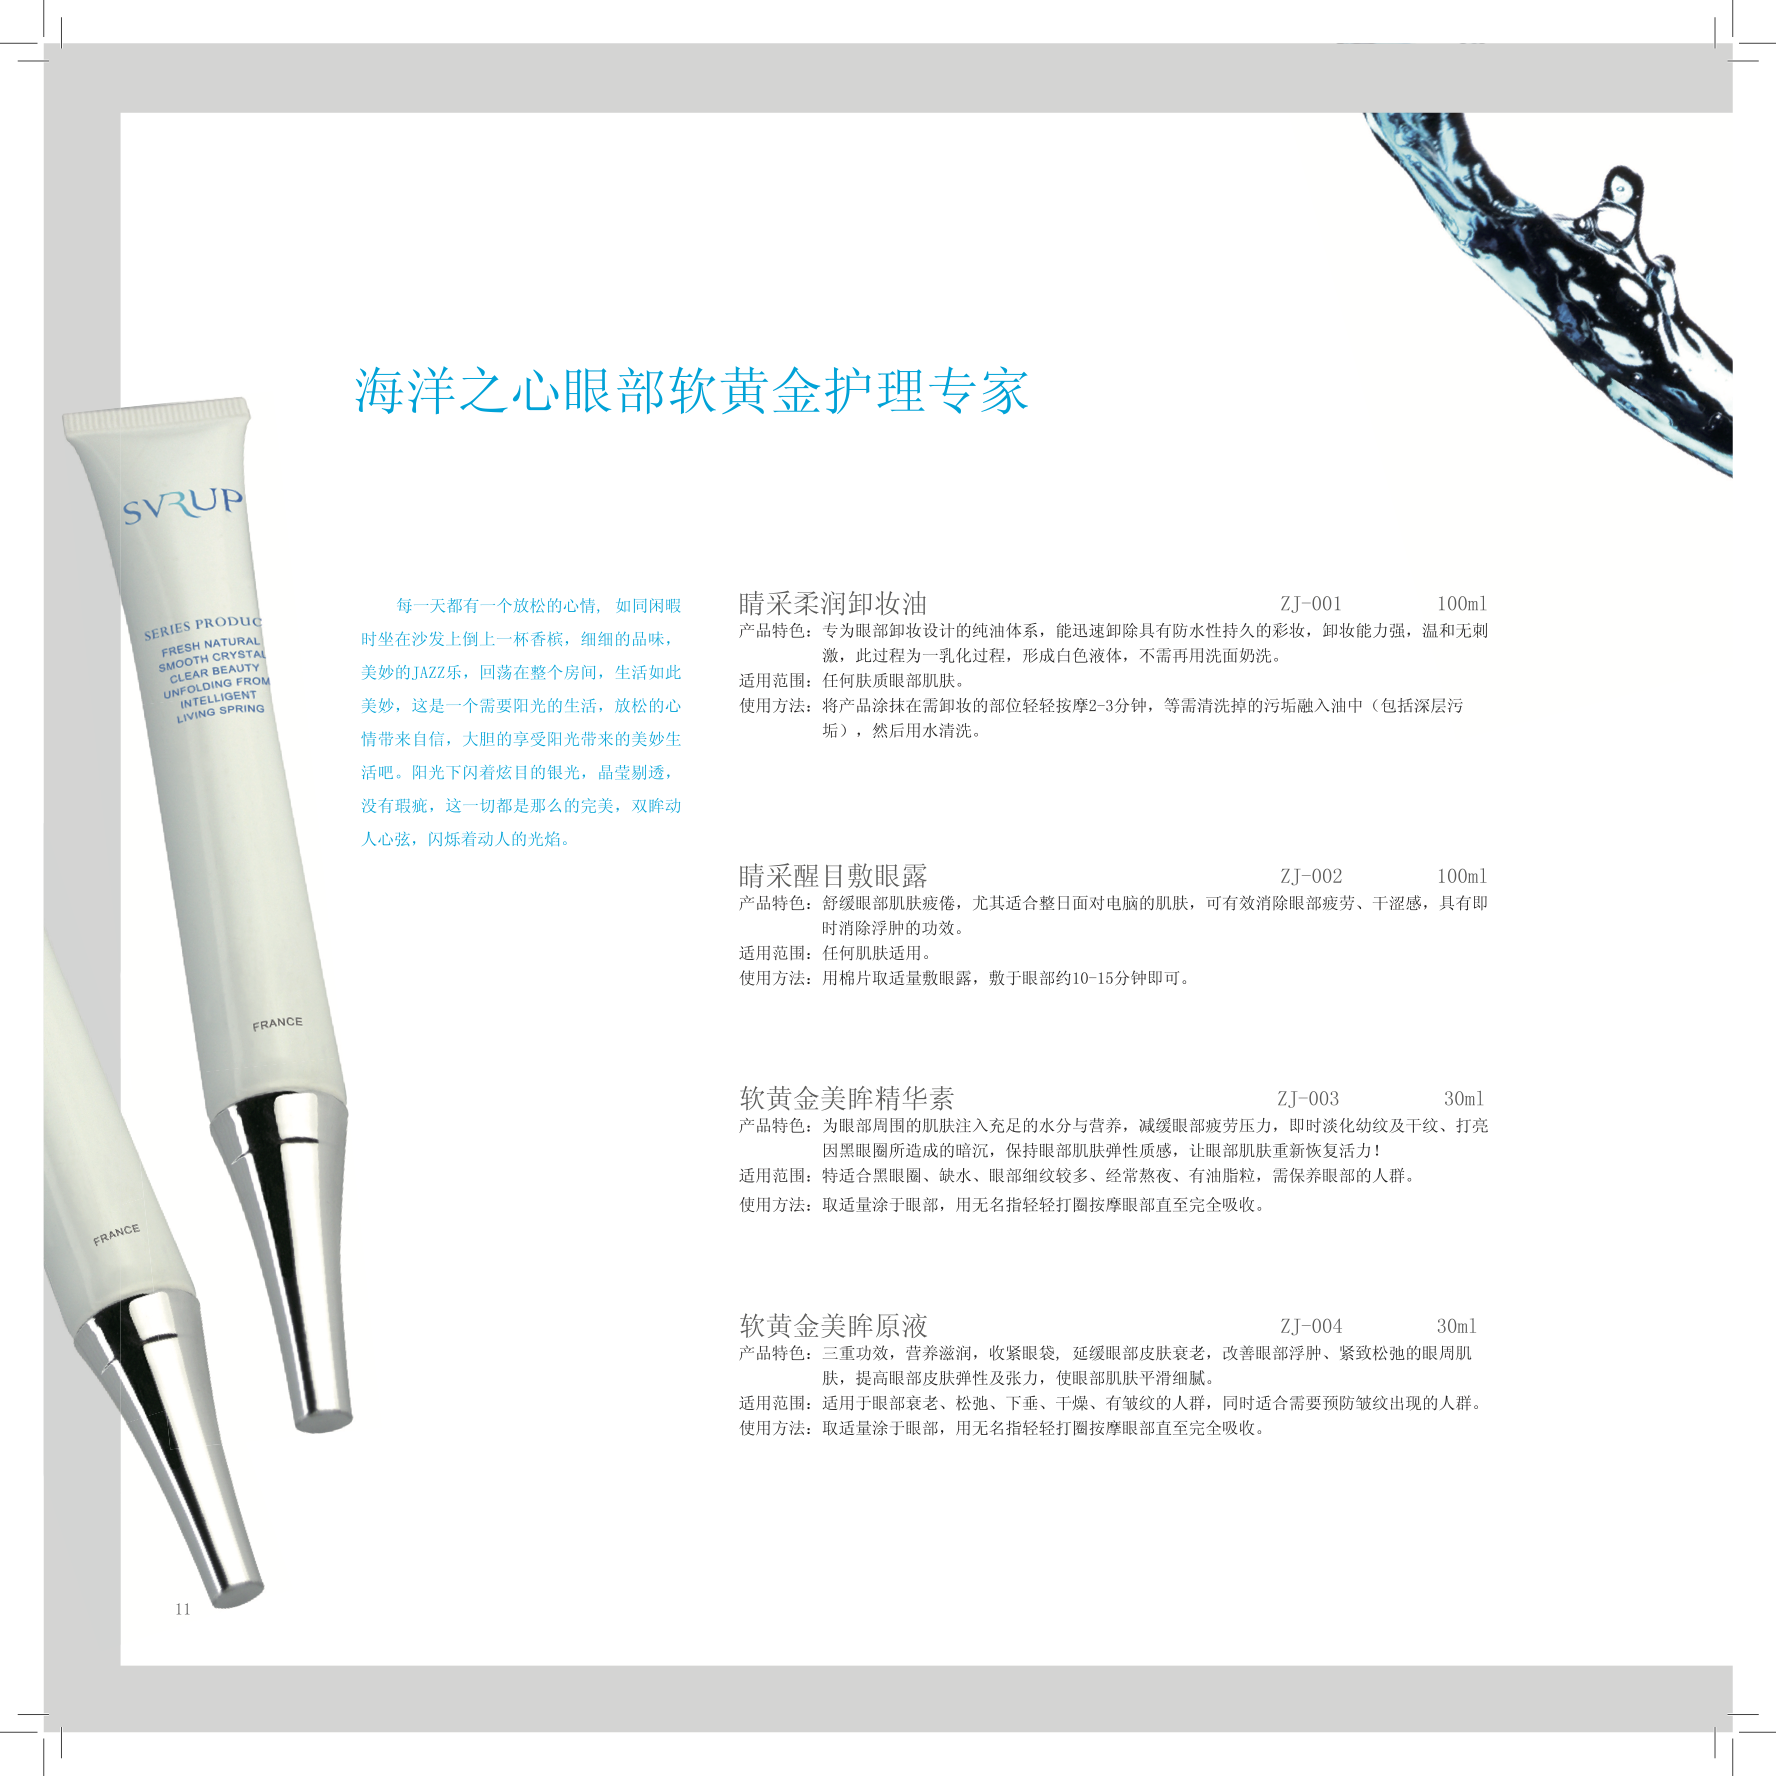 海洋之心眼部软黄金护理专家
SVRUP
SERIES PRODUC
FRESH NATURAL
SMOOTH CRYSTAL
CLEAR BEAUTY
UNFOLDING FROM
INTELLIGENT
LIVING SPRING
FRANCE
FRANCE
每一天都有一个放松的心情, 如同闲暇
时坐在沙发上倒上一杯香槟，细细的品味，
美妙的JAZZ乐，回荡在整个房间，生活如此
美妙，这是一个需要阳光的生活，放松的心
情带来自信，大胆的享受阳光带来的美妙生
活吧。阳光下闪着炫目的银光，晶莹剔透，
没有瑕疵，这一切都是那么的完美，双眸动
人心弦，闪烁着动人的光焰。
睛采柔润卸妆油 ZJ-001 100ml
产品特色：专为眼部卸妆设计的纯油体系，能迅速卸除具有防水性持久的彩妆，卸妆能力强，温和无刺
激，此过程为一乳化过程，形成白色液体，不需再用洗面奶洗。
适用范围：任何肤质眼部肌肤。
使用方法：将产品涂抹在需卸妆的部位轻轻按摩2-3分钟，等需清洗掉的污垢融入油中（包括深层污
垢），然后用水清洗。
睛采醒目敷眼露 ZJ-002 100ml
产品特色：舒缓眼部肌肤疲倦，尤其适合整日面对电脑的肌肤，可有效消除眼部疲劳、干涩感，具有即
时消除浮肿的功效。
适用范围：任何肌肤适用。
使用方法：用棉片取适量敷眼露，敷于眼部约10-15分钟即可。
软黄金美眸精华素 ZJ-003 30ml
产品特色：为眼部周围的肌肤注入充足的水分与营养，减缓眼部疲劳压力，即时淡化幼纹及干纹、打亮
因黑眼圈所造成的暗沉，保持眼部肌肤弹性质感，让眼部肌肤重新恢复活力！
适用范围：特适合黑眼圈、缺水、眼部细纹较多、经常熬夜、有油脂粒，需保养眼部的人群。
使用方法：取适量涂于眼部，用无名指轻轻打圈按摩眼部直至完全吸收。
软黄金美眸原液 ZJ-004 30ml
产品特色：三重功效，营养滋润，收紧眼袋, 延缓眼部皮肤衰老，改善眼部浮肿、紧致松弛的眼周肌
肤，提高眼部皮肤弹性及张力，使眼部肌肤平滑细腻。
适用范围：适用于眼部衰老、松弛、下垂、干燥、有皱纹的人群，同时适合需要预防皱纹出现的人群。
使用方法：取适量涂于眼部，用无名指轻轻打圈按摩眼部直至完全吸收。
11